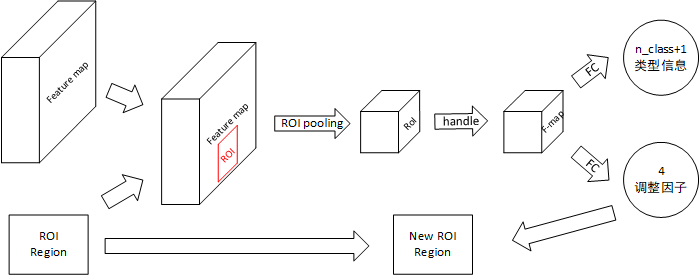 Feature map
Feature map
ROI
ROI pooling
RoI
handle
F-map
FC
n_class+1
类型信息
FC
4
调整因子
ROI
Region
New ROI
Region